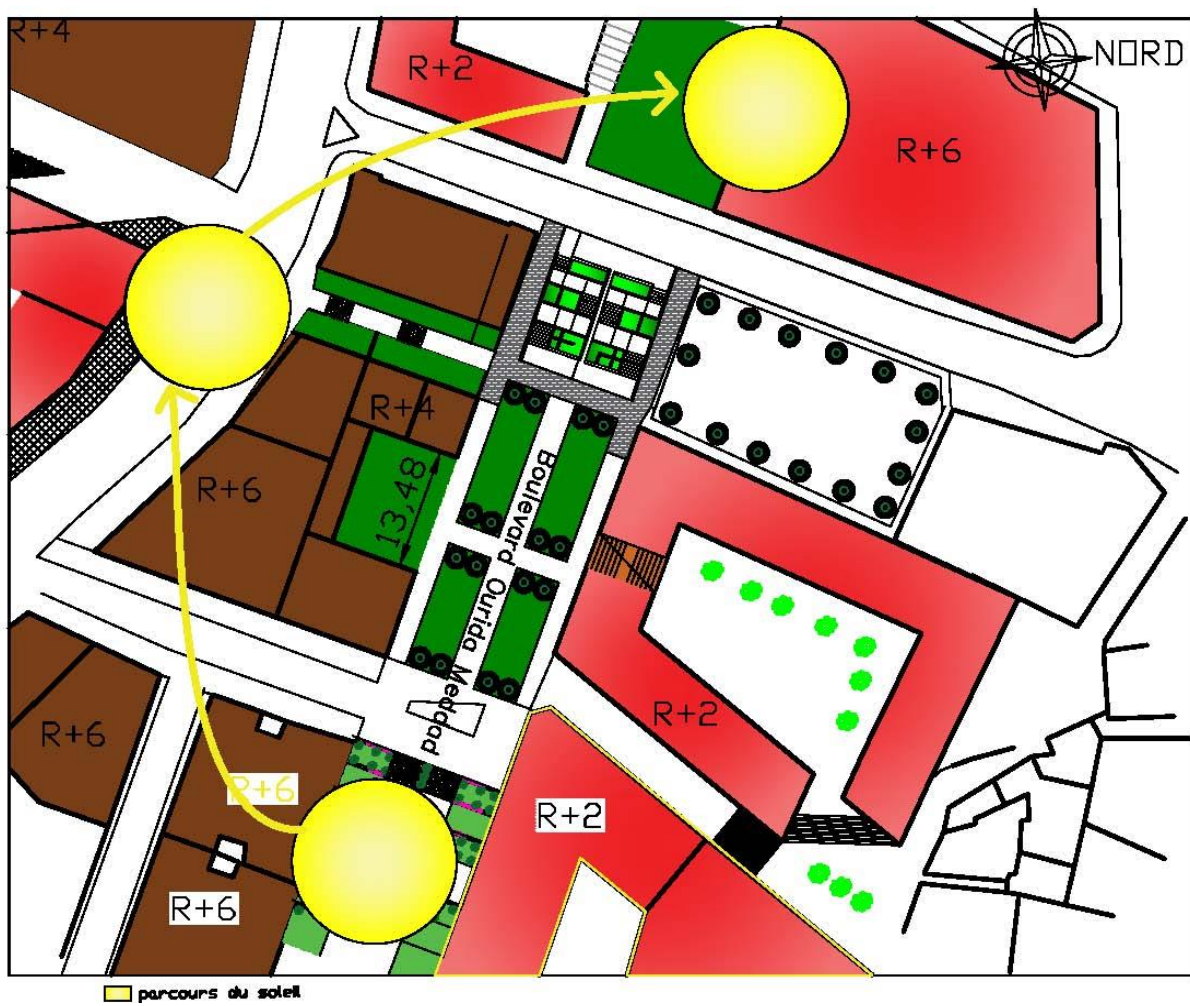 R+4
R+2
NORD
R+6
R+4
R+6
13,48
Boulevard Ourida Meddad
R+2
R+6
R+6
R+2
R+6
parcours du soleil